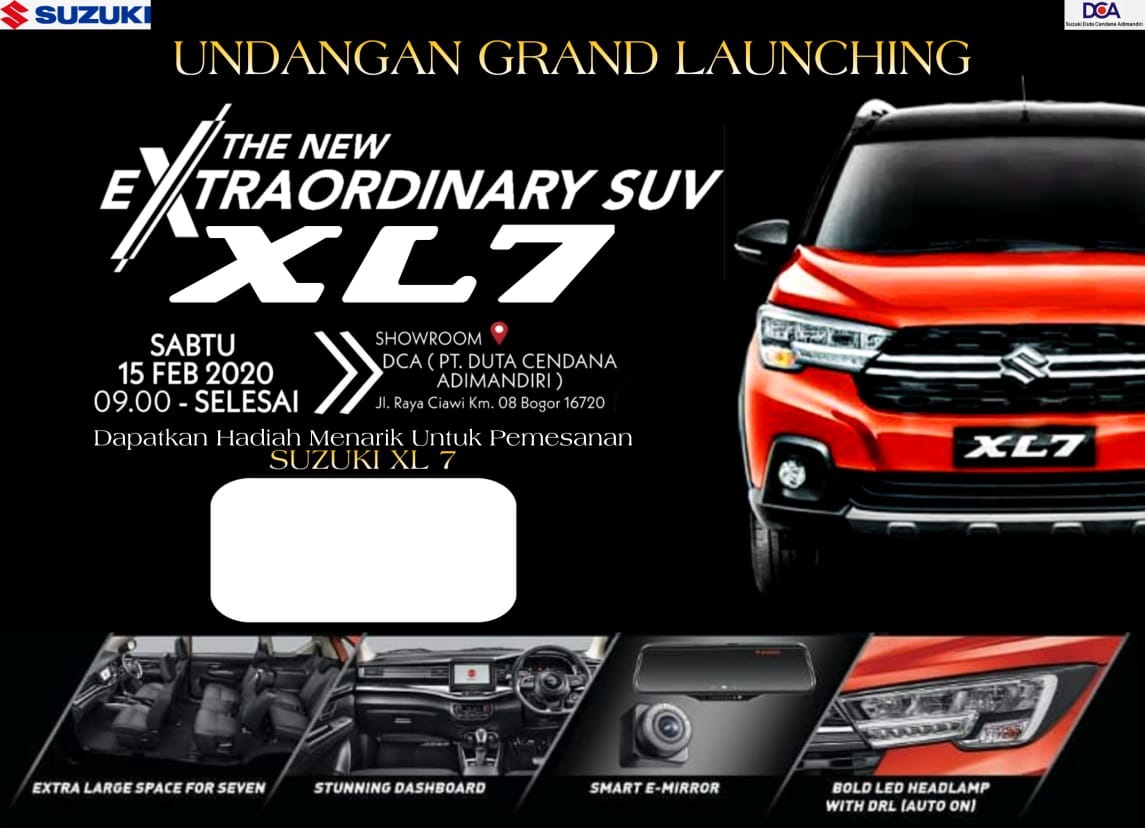 SUZUKI
DCA
Suzuki Duta Cendana Adimandiri
UNDANGAN GRAND LAUNCHING
THE NEW
EXTRAORDINARY SUV
XL7
SABTU
15 FEB 2020
09.00 - SELESAI
SHOWROOM
DCA ( PT. DUTA CENDANA
ADIMANDIRI )
Jl. Raya Ciawi Km. 08 Bogor 16720
Dapatkan Hadiah Menarik Untuk Pemesanan
SUZUKI XL 7
XL7
EXTRA LARGE SPACE FOR SEVEN
STUNNING DASHBOARD
SMART E-MIRROR
BOLD LED HEADLAMP
WITH DRL (AUTO ON)